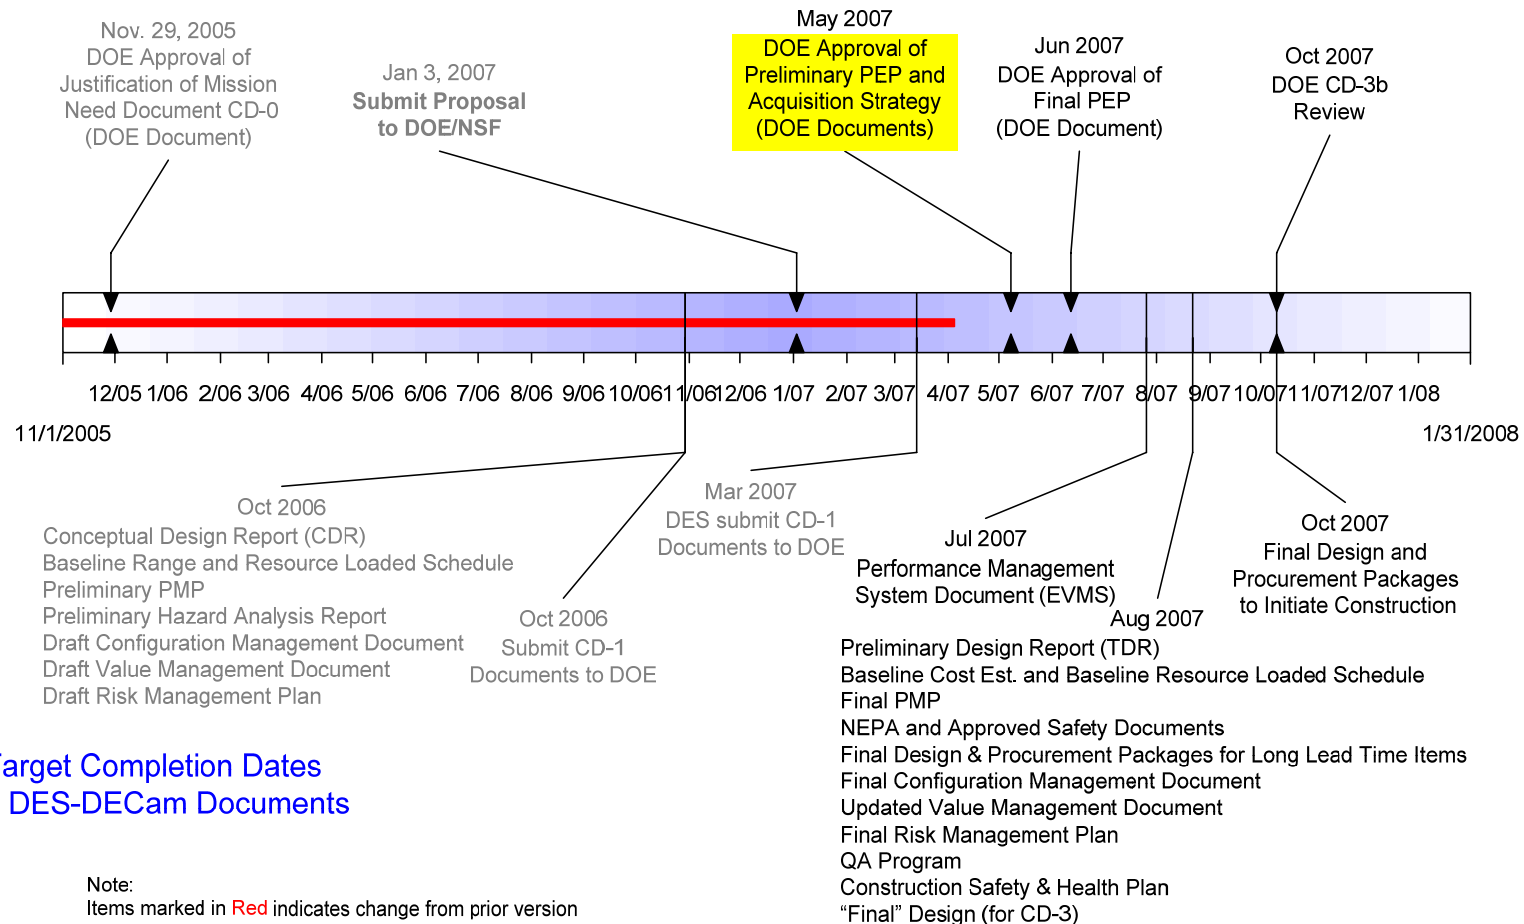 Nov. 29, 2005
DOE Approval of
Justification of Mission
Need Document CD-0
(DOE Document)
Jan 3, 2007
Submit Proposal
to DOE/NSF
May 2007
DOE Approval of
Preliminary PEP and
Acquisition Strategy
(DOE Documents)
Jun 2007
DOE Approval of
Final PEP
(DOE Document)
Oct 2007
DOE CD-3b
Review
12/05 1/06 2/06 3/06 4/06 5/06 6/06 7/06 8/06 9/06 10/06 11/06 12/06 1/07 2/07 3/07 4/07 5/07 6/07 7/07 8/07 9/07 10/07 11/07 12/07 1/08
11/1/2005
1/31/2008
Oct 2006
Conceptual Design Report (CDR)
Baseline Range and Resource Loaded Schedule
Preliminary PMP
Preliminary Hazard Analysis Report
Draft Configuration Management Document
Draft Value Management Document
Draft Risk Management Plan
Oct 2006
Submit CD-1
Documents to DOE
Mar 2007
DES submit CD-1
Documents to DOE
Jul 2007
Performance Management
System Document (EVMS)
Aug 2007
Preliminary Design Report (TDR)
Baseline Cost Est. and Baseline Resource Loaded Schedule
Final PMP
NEPA and Approved Safety Documents
Final Design & Procurement Packages for Long Lead Time Items
Final Configuration Management Document
Updated Value Management Document
Final Risk Management Plan
QA Program
Construction Safety & Health Plan
“Final” Design (for CD-3)
Oct 2007
Final Design and
Procurement Packages
to Initiate Construction
Target Completion Dates
DES-DECam Documents
Note:
Items marked in Red indicates change from prior version